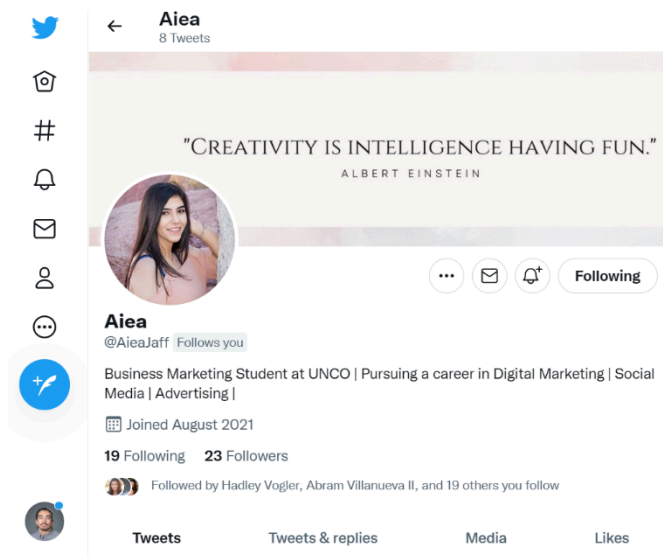 Aiea
8 Tweets
"CREATIVITY IS INTELLIGENCE HAVING FUN."
ALBERT EINSTEIN
Following
Aiea
@AieaJaff Follows you
Business Marketing Student at UNCO | Pursuing a career in Digital Marketing | Social
Media | Advertising |
Joined August 2021
19 Following 23 Followers
Followed by Hadley Vogler, Abram Villanueva II, and 19 others you follow
Tweets Tweets & replies Media Likes